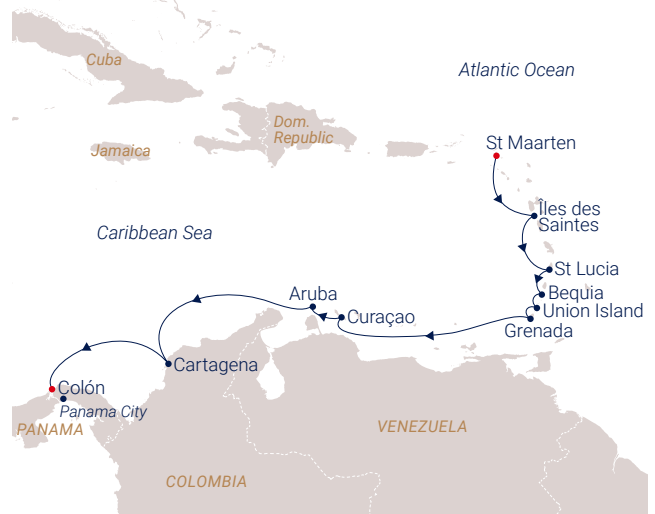 Cuba
Atlantic Ocean
Dom.
Republic
Jamaica
St Maarten
Îles des
Saintes
Caribbean Sea
St Lucia
Aruba
Bequia
Curaçao
Union Island
Grenada
Cartagena
Colón
Panama City
PANAMA
VENEZUELA
COLOMBIA